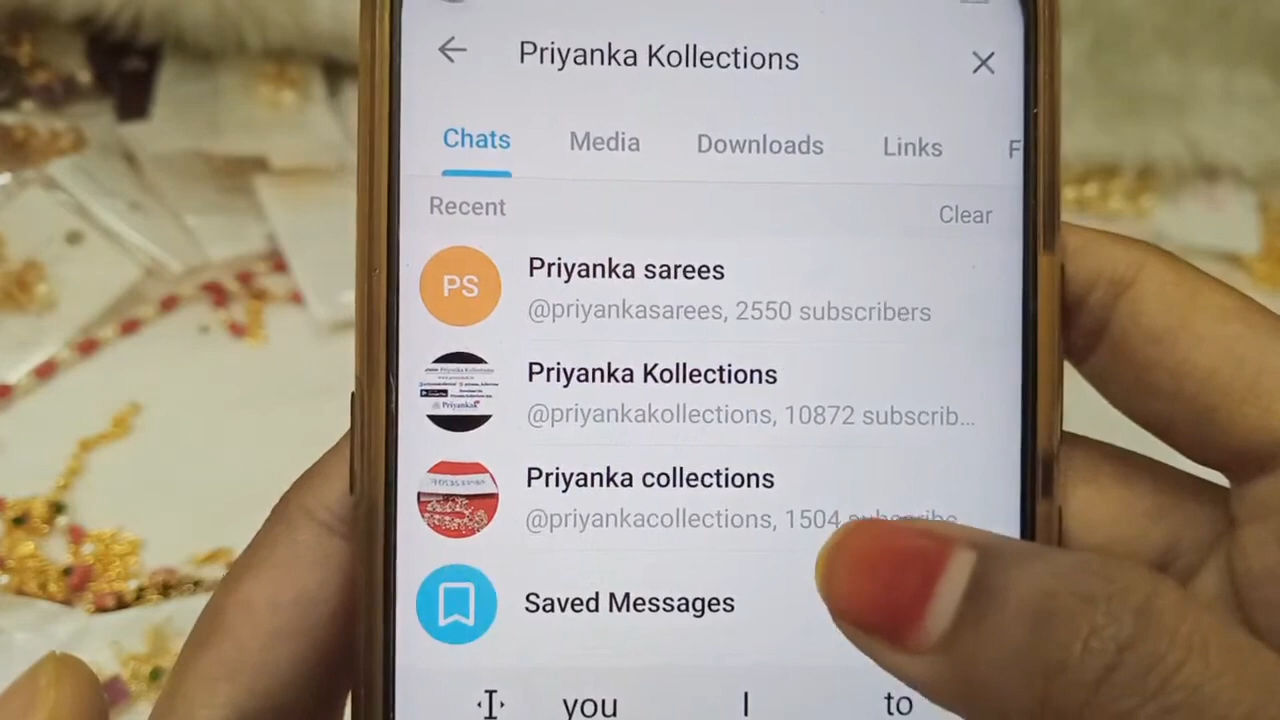 Priyanka Kollections
Chats Media Downloads Links F
Recent Clear
PS
Priyanka sarees
@priyankasarees, 2550 subscribers
Priyanka Kollections
@priyankakollections, 10872 subscrib...
Priyanka collections
@priyankacollections, 1504
Saved Messages
you I to